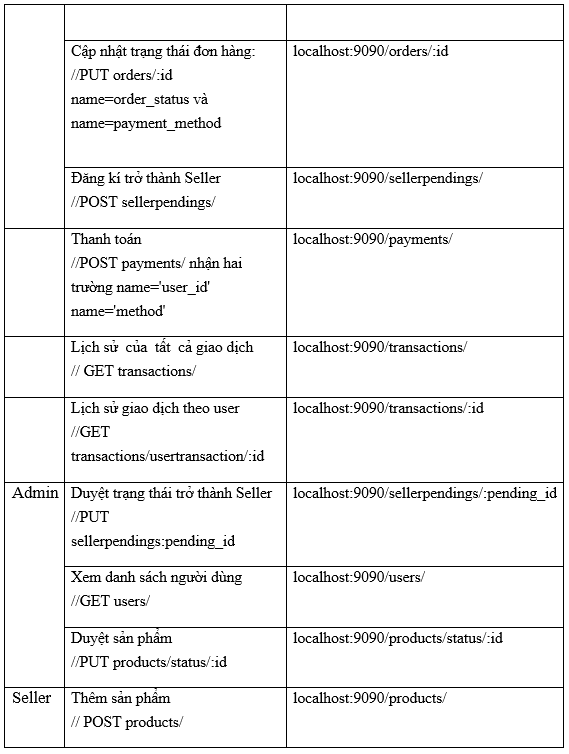 Cập nhật trạng thái đơn hàng:
//PUT orders/:id
name=order_status và
name=payment_method
localhost:9090/orders/:id
Đăng kí trở thành Seller
//POST sellerpendings/
localhost:9090/sellerpendings/
Thanh toán
//POST payments/ nhận hai
trường name='user_id'
name='method'
localhost:9090/payments/
Lịch sử của tất cả giao dịch
// GET transactions/
localhost:9090/transactions/
Lịch sử giao dịch theo user
//GET
transactions/usertransaction/:id
localhost:9090/transactions/:id
Admin
Duyệt trạng thái trở thành Seller
//PUT
sellerpendings:pending_id
localhost:9090/sellerpendings/:pending_id
Xem danh sách người dùng
//GET users/
localhost:9090/users/
Duyệt sản phẩm
//PUT products/status/:id
localhost:9090/products/status/:id
Seller
Thêm sản phẩm
// POST products/
localhost:9090/products/